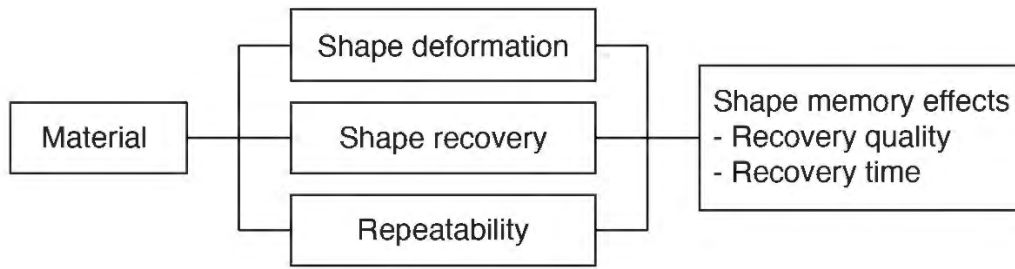 Material
Shape deformation
Shape recovery
Repeatability
Shape memory effects
- Recovery quality
- Recovery time